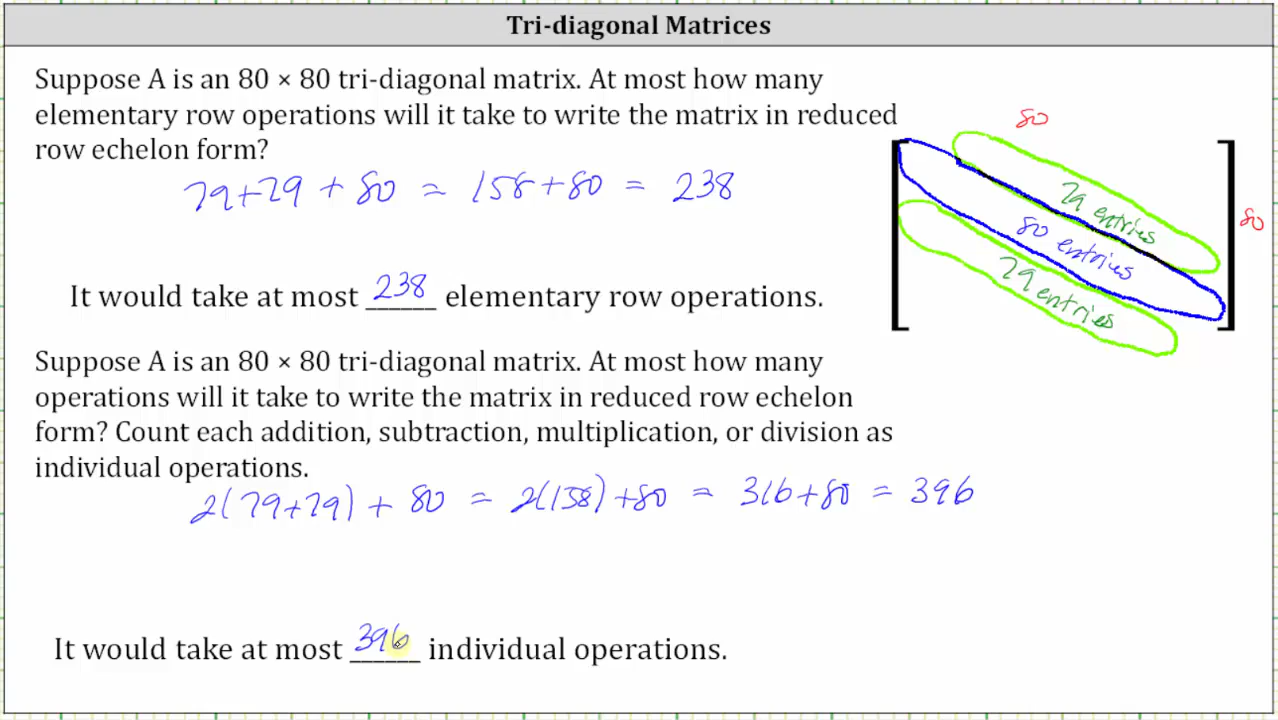 Tri-diagonal Matrices
Suppose A is an 80 × 80 tri-diagonal matrix. At most how many
elementary row operations will it take to write the matrix in reduced
row echelon form?
79+79 + 80 = 158+80 = 238
It would take at most 238 elementary row operations.
80
79 entries
80 entries
79 entries
80
Suppose A is an 80 × 80 tri-diagonal matrix. At most how many
operations will it take to write the matrix in reduced row echelon
form? Count each addition, subtraction, multiplication, or division as
individual operations.
2(79+79) + 80 = 2(158) +80 = 316+80 = 396
It would take at most 396 individual operations.